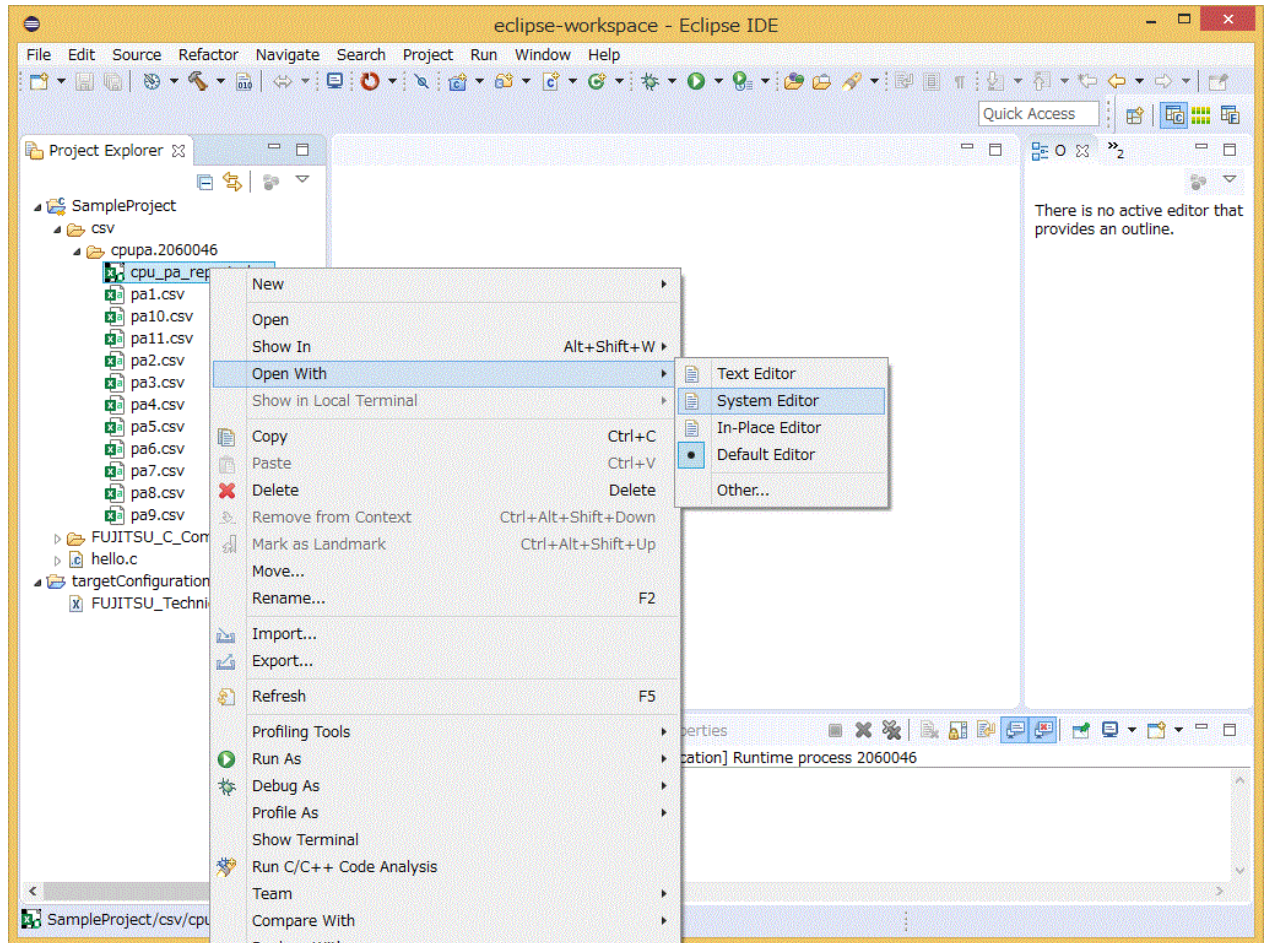 eclipse-workspace - Eclipse IDE
File Edit Source Refactor Navigate Search Project Run Window Help
Quick Access
Project Explorer
O
»2
SampleProject
csv
cpupa.2060046
cpu_pa_rep
pa1.csv
pa10.csv
pa11.csv
pa2.csv
pa3.csv
pa4.csv
pa5.csv
pa6.csv
pa7.csv
pa8.csv
pa9.csv
FUJITSU_C_Com
hello.c
targetConfiguration
FUJITSU_Techni
There is no active editor that
provides an outline.
New
Open
Show In Alt+Shift+W
Open With
Show in Local Terminal
Copy Ctrl+C
Paste Ctrl+V
Delete Delete
Remove from Context Ctrl+Alt+Shift+Down
Mark as Landmark Ctrl+Alt+Shift+Up
Move...
Rename... F2
Import...
Export...
Refresh F5
Profiling Tools
Run As
Debug As
Profile As
Show Terminal
Run C/C++ Code Analysis
Team
Compare With
Text Editor
System Editor
In-Place Editor
Default Editor
Other...
perties
cation] Runtime process 2060046
SampleProject/csv/cpu